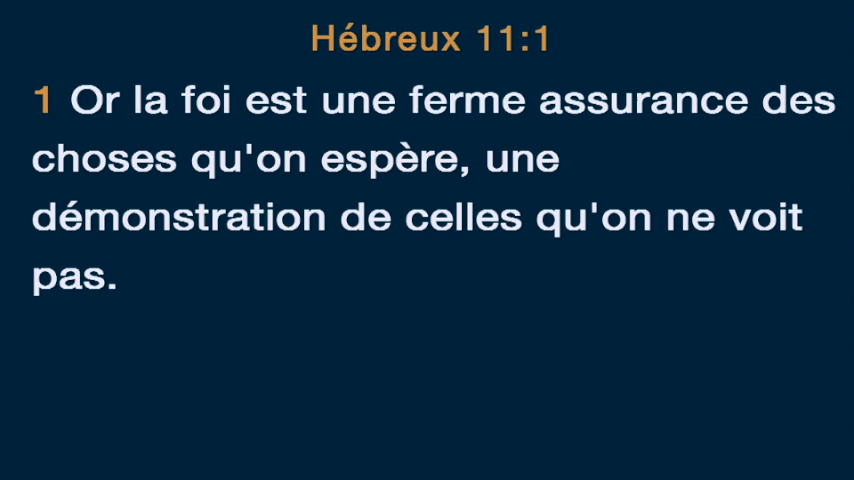 Hébreux 11:1
1 Or la foi est une ferme assurance des
choses qu'on espère, une
démonstration de celles qu'on ne voit
pas.